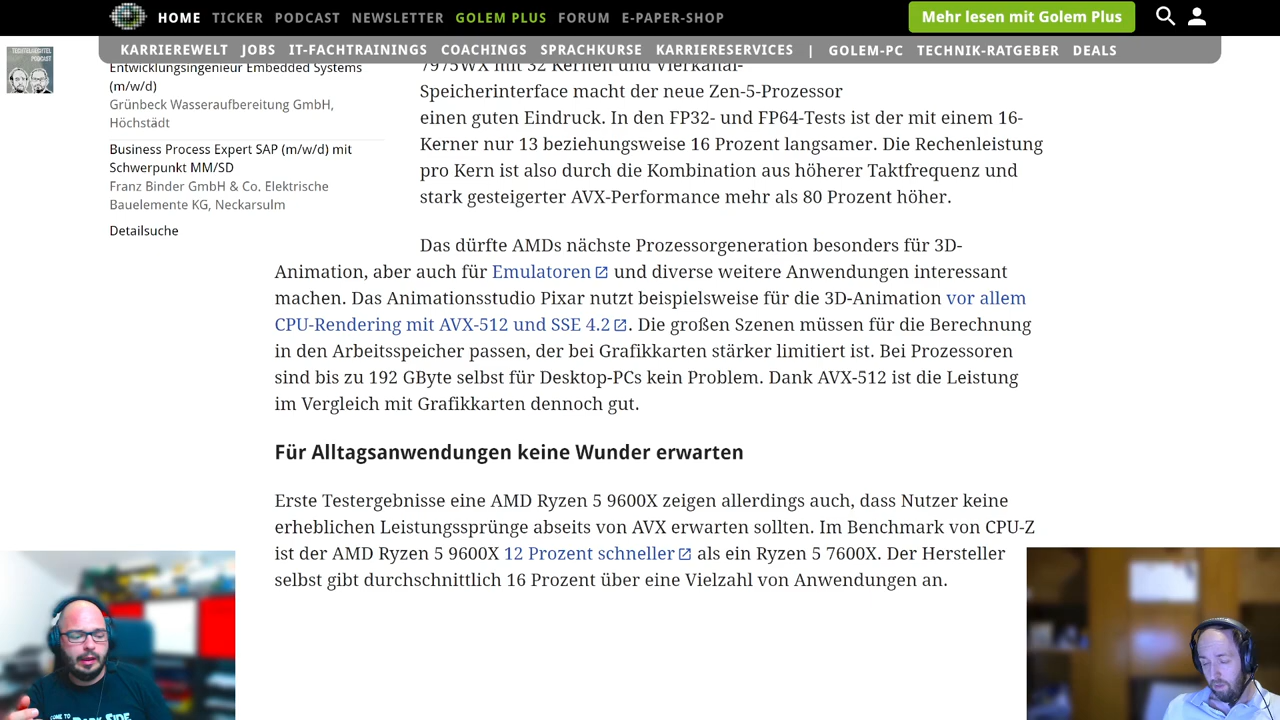 HOME TICKER PODCAST NEWSLETTER GOLEM PLUS FORUM E-PAPER-SHOP
Mehr lesen mit Golem Plus
KARRIEREWELT JOBS IT-FACHTRAININGS COACHINGS SPRACHKURSE KARRIERESERVICES | GOLEM-PC TECHNIK-RATGEBER DEALS
TECHTELMECHTEL
PODCAST
Entwicklungsingenieur Embedded Systems
(m/w/d)
Grünbeck Wasseraufbereitung GmbH,
Höchstädt
Business Process Expert SAP (m/w/d) mit
Schwerpunkt MM/SD
Franz Binder GmbH & Co. Elektrische
Bauelemente KG, Neckarsulm
Detailsuche
7975WX mit 32 Kernen und Vierkanal-
Speicherinterface macht der neue Zen-5-Prozessor
einen guten Eindruck. In den FP32- und FP64-Tests ist der mit einem 16-
Kerner nur 13 beziehungsweise 16 Prozent langsamer. Die Rechenleistung
pro Kern ist also durch die Kombination aus höherer Taktfrequenz und
stark gesteigerter AVX-Performance mehr als 80 Prozent höher.
Das dürfte AMDs nächste Prozessorgeneration besonders für 3D-
Animation, aber auch für Emulatoren und diverse weitere Anwendungen interessant
machen. Das Animationsstudio Pixar nutzt beispielsweise für die 3D-Animation vor allem
CPU-Rendering mit AVX-512 und SSE 4.2. Die großen Szenen müssen für die Berechnung
in den Arbeitsspeicher passen, der bei Grafikkarten stärker limitiert ist. Bei Prozessoren
sind bis zu 192 GByte selbst für Desktop-PCs kein Problem. Dank AVX-512 ist die Leistung
im Vergleich mit Grafikkarten dennoch gut.
Für Alltagsanwendungen keine Wunder erwarten
Erste Testergebnisse eine AMD Ryzen 5 9600X zeigen allerdings auch, dass Nutzer keine
erheblichen Leistungssprünge abseits von AVX erwarten sollten. Im Benchmark von CPU-Z
ist der AMD Ryzen 5 9600X 12 Prozent schneller als ein Ryzen 5 7600X. Der Hersteller
selbst gibt durchschnittlich 16 Prozent über eine Vielzahl von Anwendungen an.
COME TO
DARK SIDE